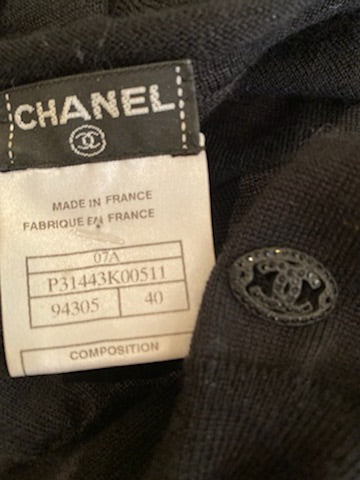 CHANEL
MADE IN FRANCE
FABRIQUE EN FRANCE
07A
P31443K00511
94305 40
COMPOSITION